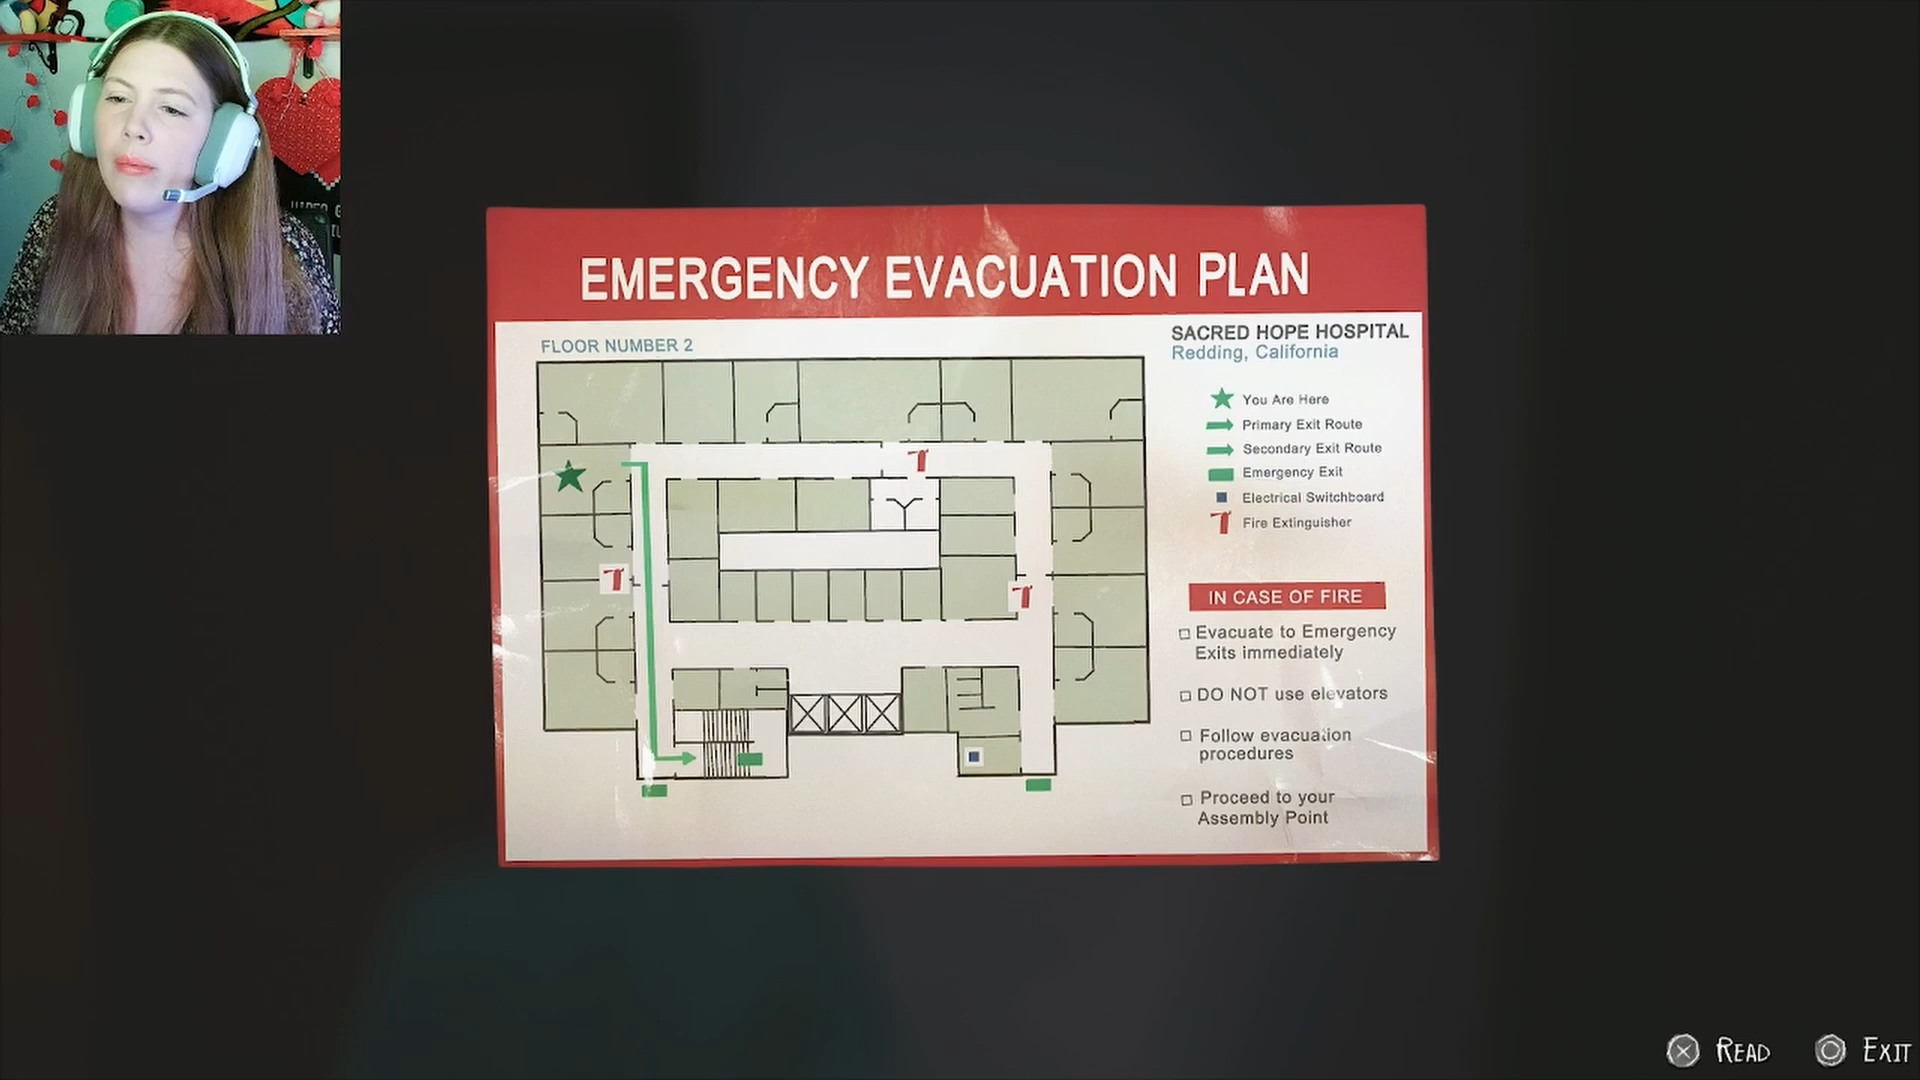 EMERGENCY EVACUATION PLAN
FLOOR NUMBER 2
SACRED HOPE HOSPITAL
Redding, California
You Are Here
Primary Exit Route
Secondary Exit Route
Emergency Exit
Electrical Switchboard
Fire Extinguisher
IN CASE OF FIRE
Evacuate to Emergency
Exits immediately
DO NOT use elevators
Follow evacuation
procedures
Proceed to your
Assembly Point
READ
EXIT